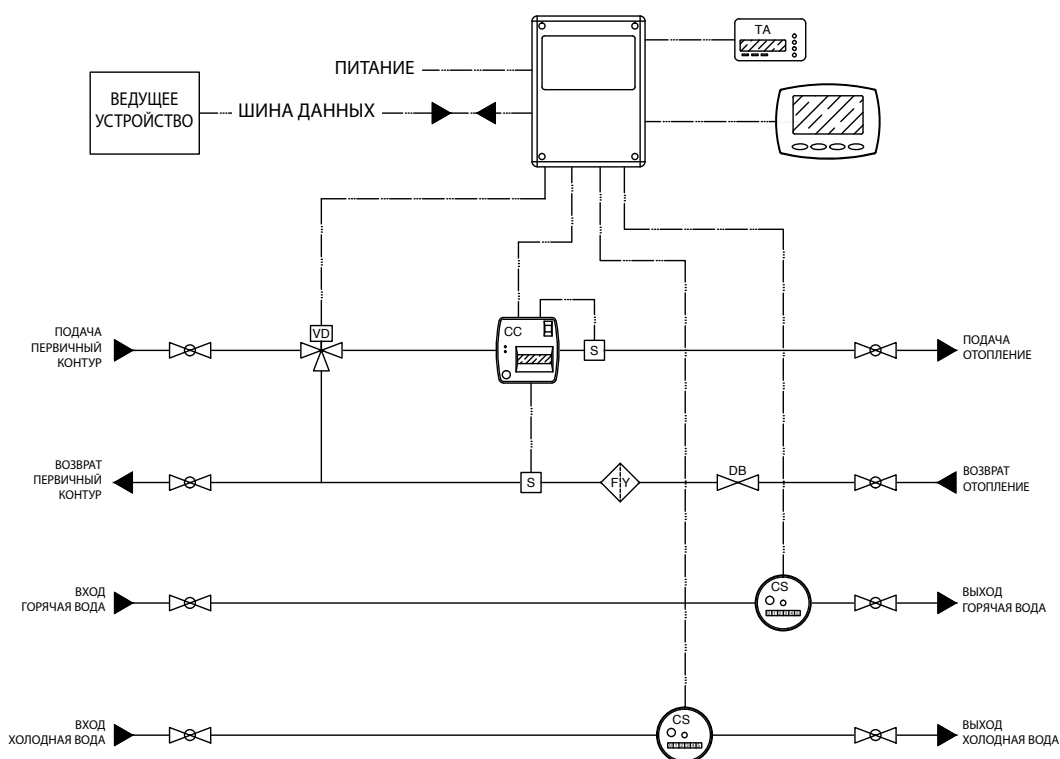 TA
ПИТАНИЕ
ВЕДУЩЕЕ
УСТРОЙСТВО
ШИНА ДАННЫХ
ПОДАЧА
ПЕРВИЧНЫЙ
КОНТУР
VD
CC
S
ПОДАЧА
ОТОПЛЕНИЕ
ВОЗВРАТ
ПЕРВИЧНЫЙ
КОНТУР
S
F Y
DB
ВОЗВРАТ
ОТОПЛЕНИЕ
ВХОД
ГОРЯЧАЯ ВОДА
CS
ВЫХОД
ГОРЯЧАЯ ВОДА
ВХОД
ХОЛОДНАЯ ВОДА
CS
ВЫХОД
ХОЛОДНАЯ ВОДА